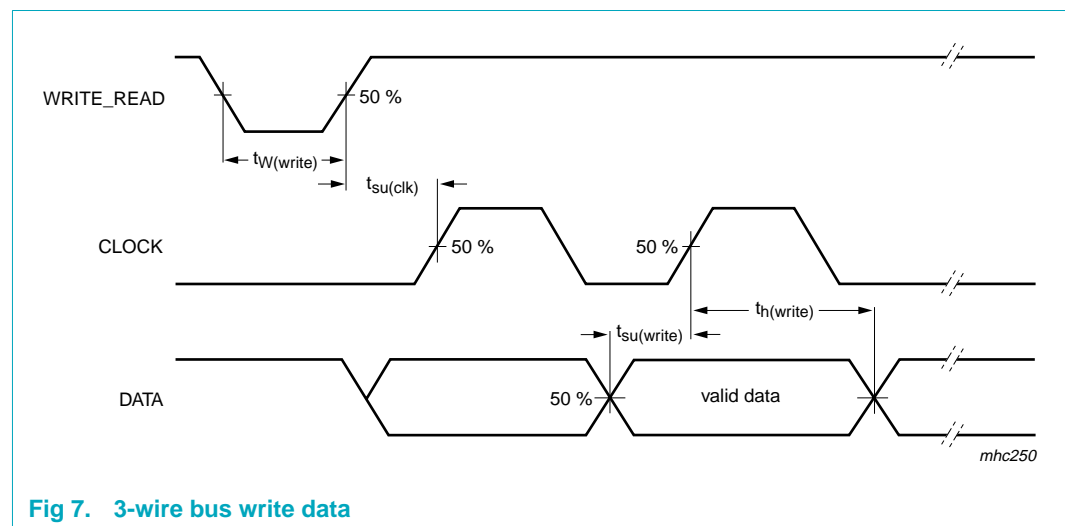 WRITE_READ
50 %
tW(write)
tsu(clk)
CLOCK
50 %
50 %
th(write)
tsu(write)
DATA
50 %
valid data
mhc250
Fig 7. 3-wire bus write data